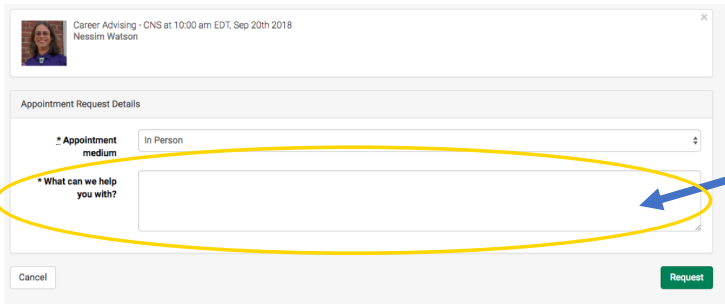 Career Advising - CNS at 10:00 am EDT, Sep 20th 2018
×
Nessim Watson
Appointment Request Details
* Appointment
medium
In Person
* What can we help
you with?
Cancel
Request